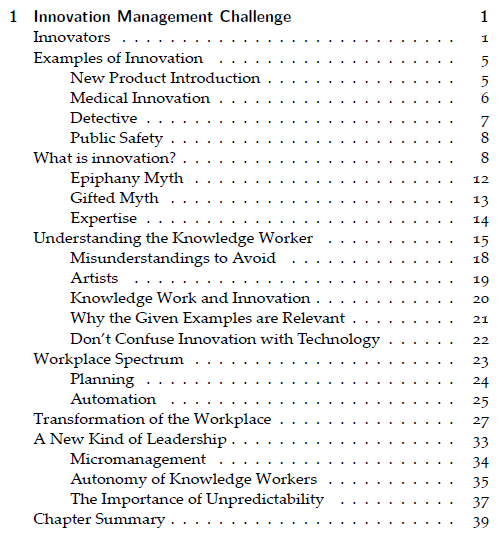 1 Innovation Management Challenge 1
Innovators . . . . . . . . . . . . . . . . . . . . . . . . . . . . 1
Examples of Innovation . . . . . . . . . . . . . . . . . . . . 5
New Product Introduction . . . . . . . . . . . . . . . . 5
Medical Innovation . . . . . . . . . . . . . . . . . . . . 6
Detective . . . . . . . . . . . . . . . . . . . . . . . . . . 7
Public Safety . . . . . . . . . . . . . . . . . . . . . . . . 8
What is innovation? . . . . . . . . . . . . . . . . . . . . . . . 8
Epiphany Myth . . . . . . . . . . . . . . . . . . . . . . 12
Gifted Myth . . . . . . . . . . . . . . . . . . . . . . . . 13
Expertise . . . . . . . . . . . . . . . . . . . . . . . . . . 14
Understanding the Knowledge Worker . . . . . . . . . . . 15
Misunderstandings to Avoid . . . . . . . . . . . . . . 18
Artists . . . . . . . . . . . . . . . . . . . . . . . . . . . 19
Knowledge Work and Innovation . . . . . . . . . . . . 20
Why the Given Examples are Relevant . . . . . . . . . 21
Don't Confuse Innovation with Technology . . . . . . 22
Workplace Spectrum . . . . . . . . . . . . . . . . . . . . . . 23
Planning . . . . . . . . . . . . . . . . . . . . . . . . . . 24
Automation . . . . . . . . . . . . . . . . . . . . . . . . 25
Transformation of the Workplace . . . . . . . . . . . . . . . 27
A New Kind of Leadership . . . . . . . . . . . . . . . . . . . 33
Micromanagement . . . . . . . . . . . . . . . . . . . . 34
Autonomy of Knowledge Workers . . . . . . . . . . . 35
The Importance of Unpredictability . . . . . . . . . . 37
Chapter Summary . . . . . . . . . . . . . . . . . . . . . . . . 39